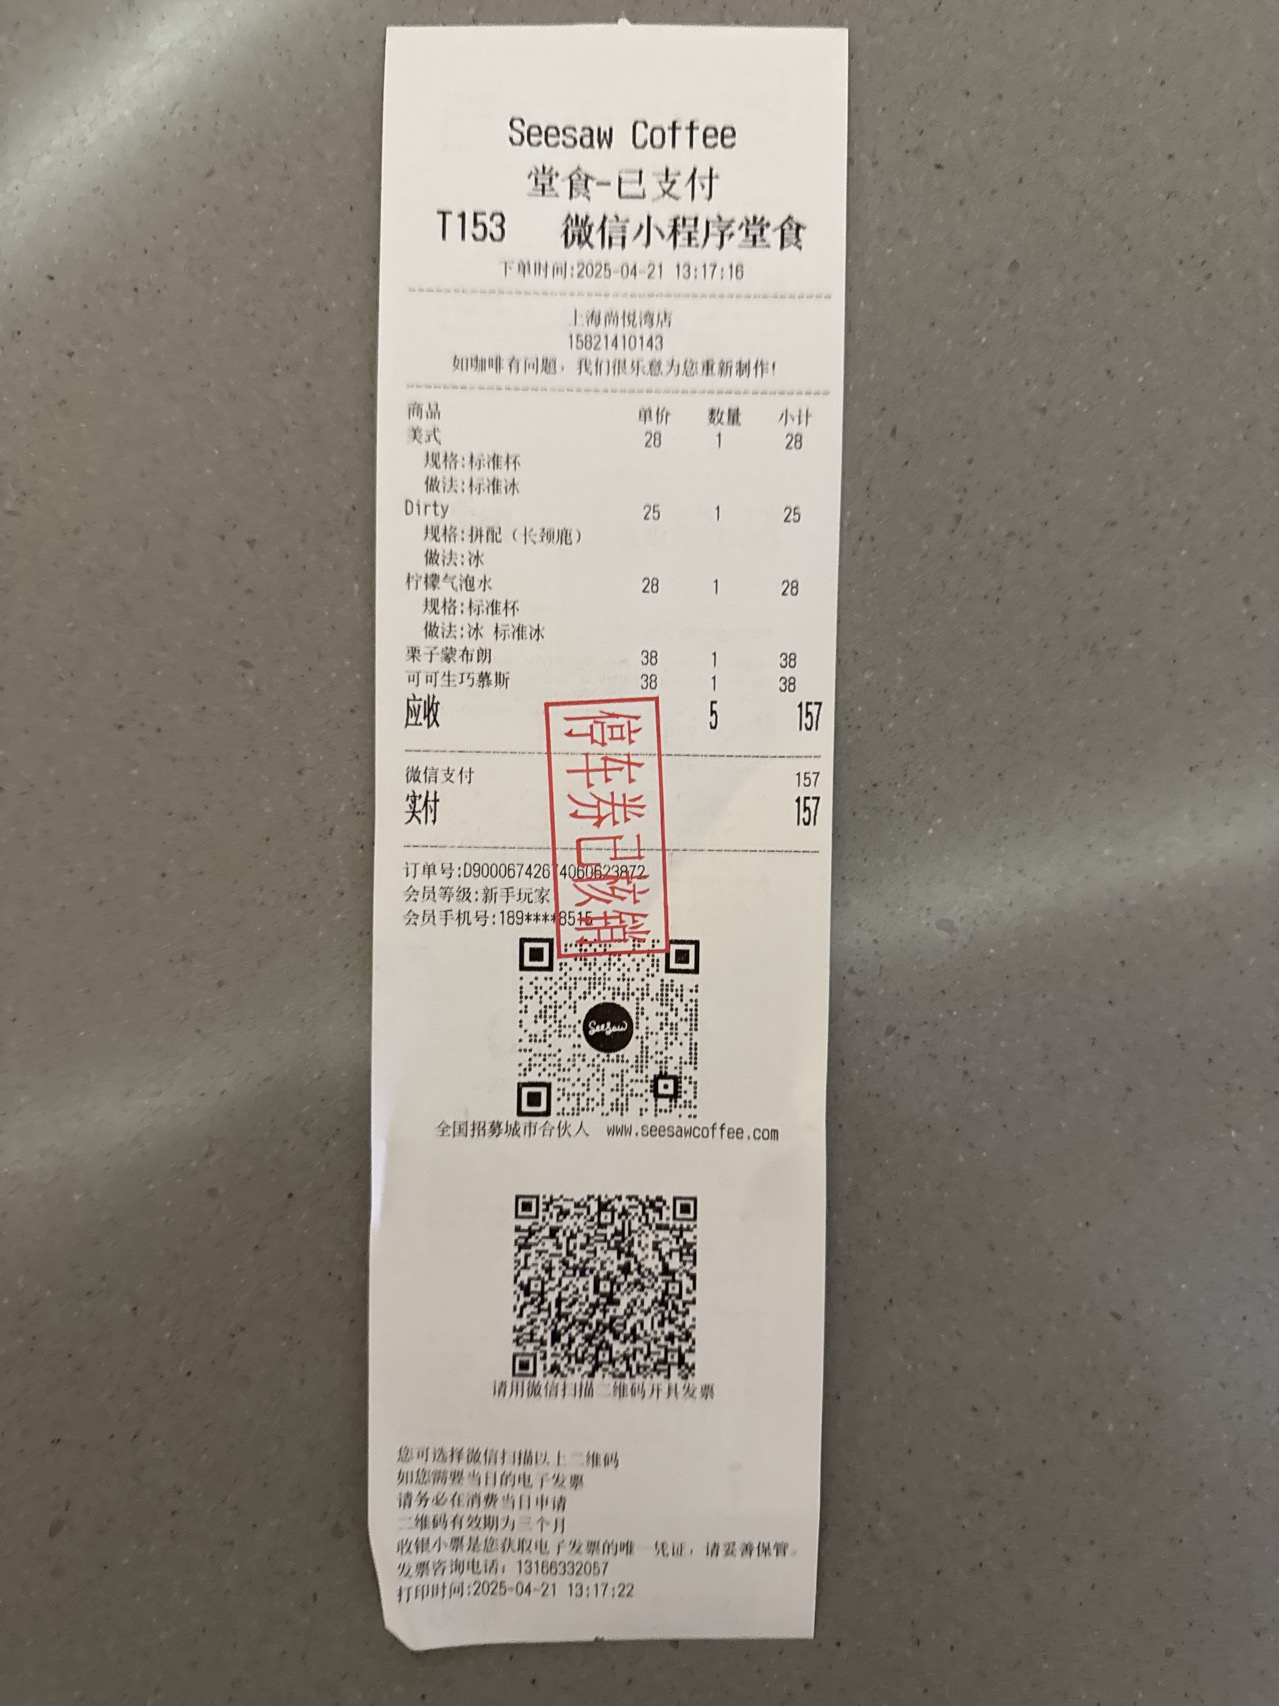 Seesaw Coffee
堂食-已支付
T153 微信小程序堂食
下单时间:2025-04-21 13:17:16
上海尚悦湾店
15821410143
如咖啡有问题，我们很乐意为您重新制作!
商品 单价 数量 小计
美式 28 1 28
规格:标准杯
做法:标准冰
Dirty 25 1 25
规格:拼配（长颈鹿）
做法:冰
柠檬气泡水 28 1 28
规格:标准杯
做法:冰 标准冰
栗子蒙布朗 38 1 38
可可生巧慕斯 38 1 38
应收 5 157
停车券已核销
微信支付 157
实付 157
订单号:D90006742674060623872
会员等级:新手玩家
会员手机号:189****8515
Seesaw
全国招募城市合伙人 www.seesawcoffee.com
请用微信扫描二维码开具发票
您可选择微信扫描以上二维码
如您需要当日的电子发票
请务必在消费当日申请
二维码有效期为三个月
收银小票是您获取电子发票的唯一凭证，请妥善保管。
发票咨询电话：13166332057
打印时间:2025-04-21 13:17:22